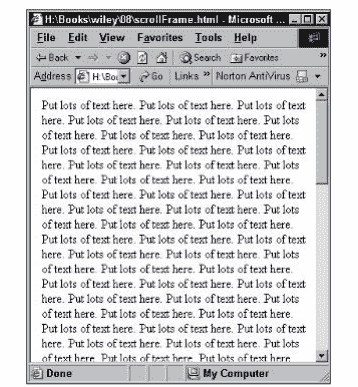 H:\Books\wiley\08\scrollFrame.html - Microsoft ...
File Edit View Favorites Tools Help
Back Search Favorites »
Address H:\Bo Go Links » Norton AntiVirus
Put lots of text here. Put lots of text here. Put lots of text
here. Put lots of text here. Put lots of text here. Put lots
of text here. Put lots of text here. Put lots of text here.
Put lots of text here. Put lots of text here. Put lots of text
here. Put lots of text here. Put lots of text here. Put lots
of text here. Put lots of text here. Put lots of text here.
Put lots of text here. Put lots of text here. Put lots of text
here. Put lots of text here. Put lots of text here. Put lots
of text here. Put lots of text here. Put lots of text here.
Put lots of text here. Put lots of text here. Put lots of text
here. Put lots of text here. Put lots of text here. Put lots
of text here. Put lots of text here. Put lots of text here.
Put lots of text here. Put lots of text here. Put lots of text
here. Put lots of text here. Put lots of text here. Put lots
of text here. Put lots of text here. Put lots of text here.
Put lots of text here. Put lots of text here. Put lots of text
here. Put lots of text here. Put lots of text here. Put lots
of text here. Put lots of text here. Put lots of text here.
Done My Computer